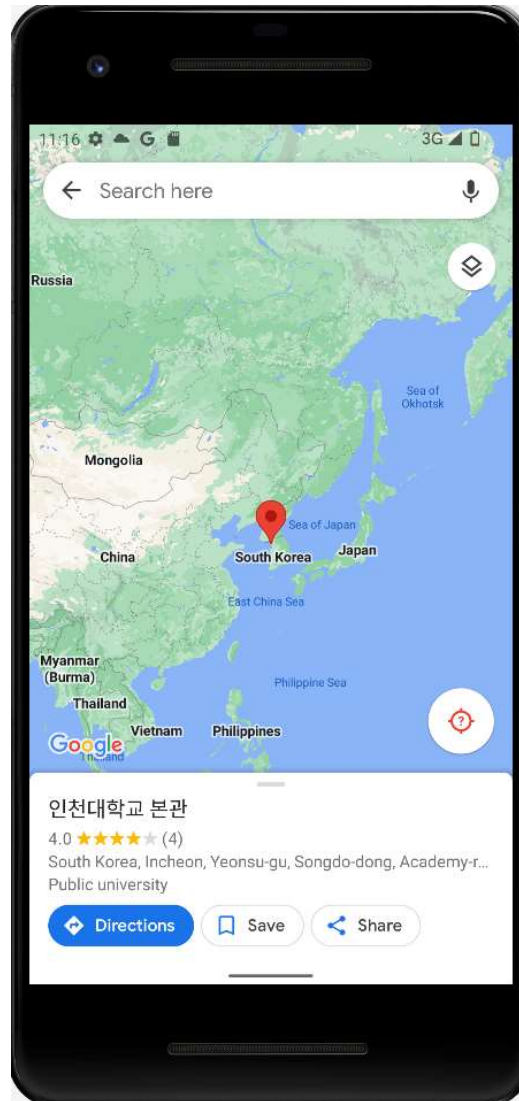 11:16 G 3G
Search here
Russia
Sea of
Okhotsk
Mongolia
Sea of Japan
China
South Korea
Japan
East China Sea
Myanmar
(Burma)
Philippine Sea
Thailand
Vietnam
Philippines
Google
Thailand
인천대학교 본관
4.0 ★★★★★ (4)
South Korea, Incheon, Yeonsu-gu, Songdo-dong, Academy-r...
Public university
Directions Save Share